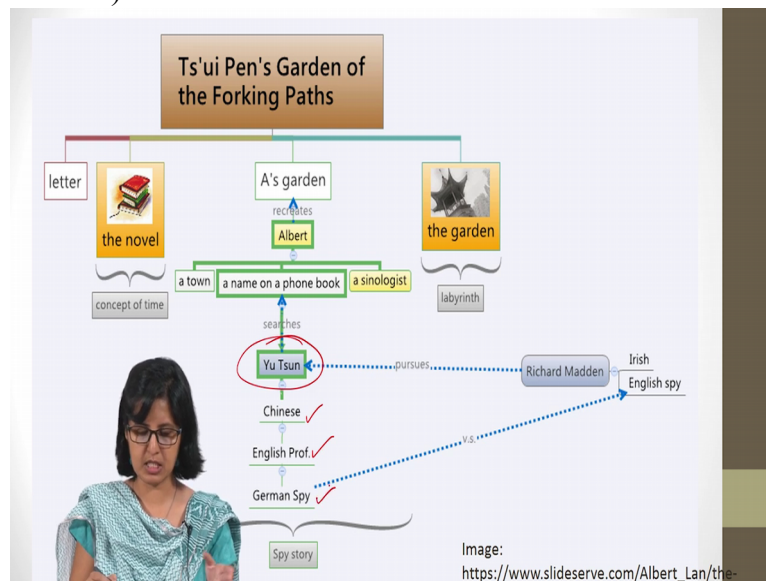 Ts'ui Pen's Garden of
the Forking Paths
letter
the novel
concept of time
A's garden
recreates
Albert
a town
a name on a phone book
a sinologist
the garden
labyrinth
searches
Yu Tsun
pursues
Richard Madden
Irish
English spy
Chinese
English Prof.
German Spy
v.s.
Spy story
Image:
https://www.slideserve.com/Albert_Lan/the-